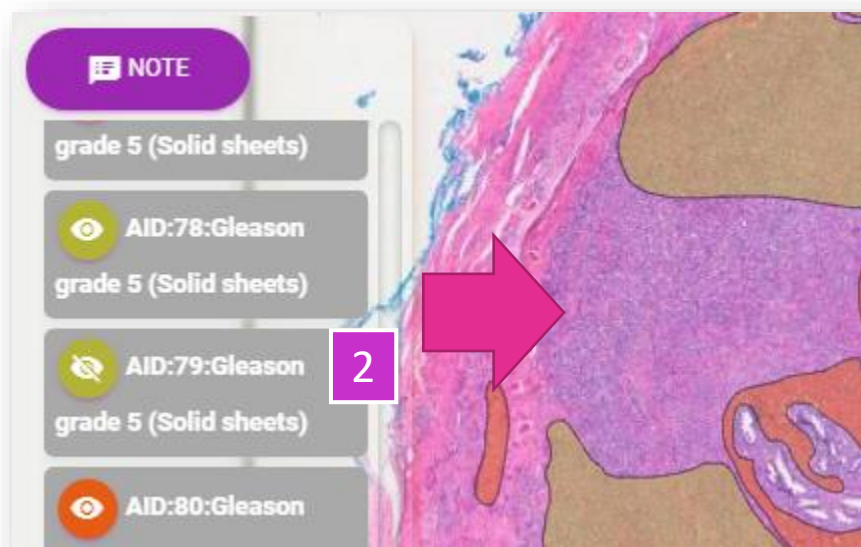 NOTE
grade 5 (Solid sheets)
AID:78:Gleason
grade 5 (Solid sheets)
AID:79:Gleason
grade 5 (Solid sheets)
2
AID:80:Gleason